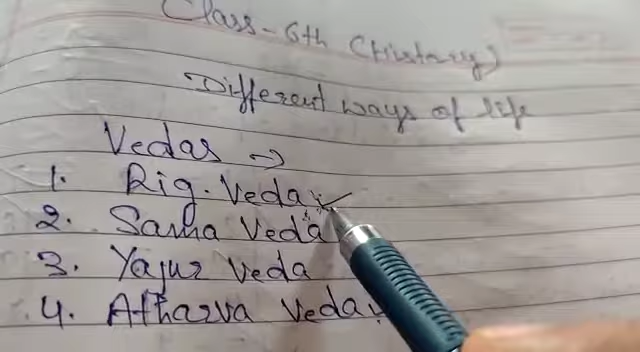 Class - 6th (History)
Different ways of life
Vedas →
1. Rig. Veda ✓
2. Sama Veda
3. Yajur Veda
4. Atharva Veda